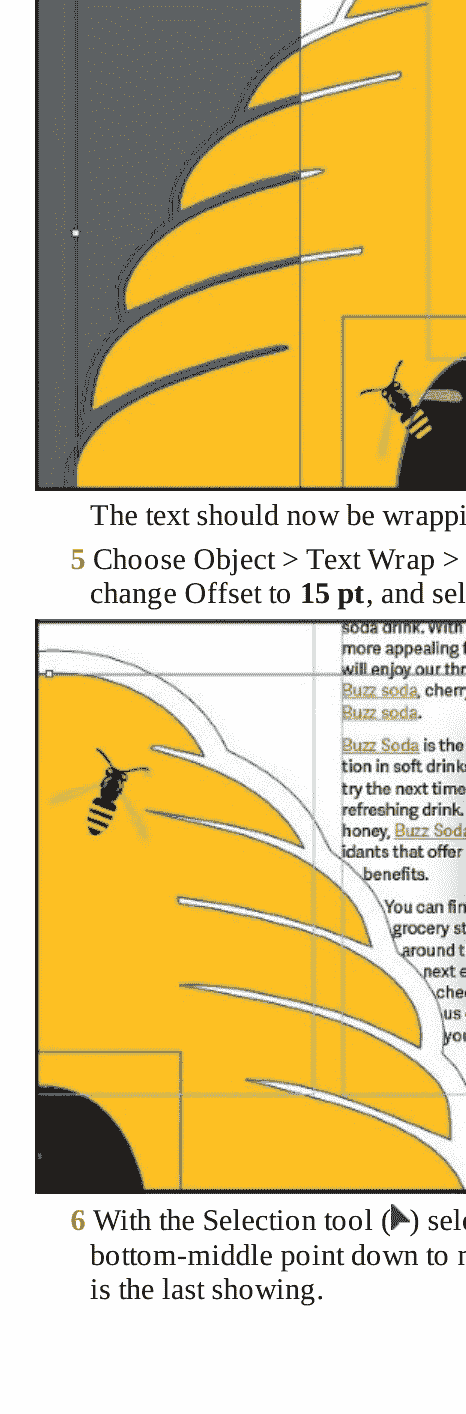 The text should now be wrappi
5 Choose Object > Text Wrap >
change Offset to 15 pt, and sel
soda drink. With
more appealing f
will enjoy our thr
Buzz soda, cherr
Buzz soda.
Buzz Soda is the
tion in soft drinks
try the next time
refreshing drink.
honey, Buzz Soda
idants that offer
benefits.
You can fin
grocery st
around t
next e
che
us
you
6 With the Selection tool ( ) sele
bottom-middle point down to
is the last showing.